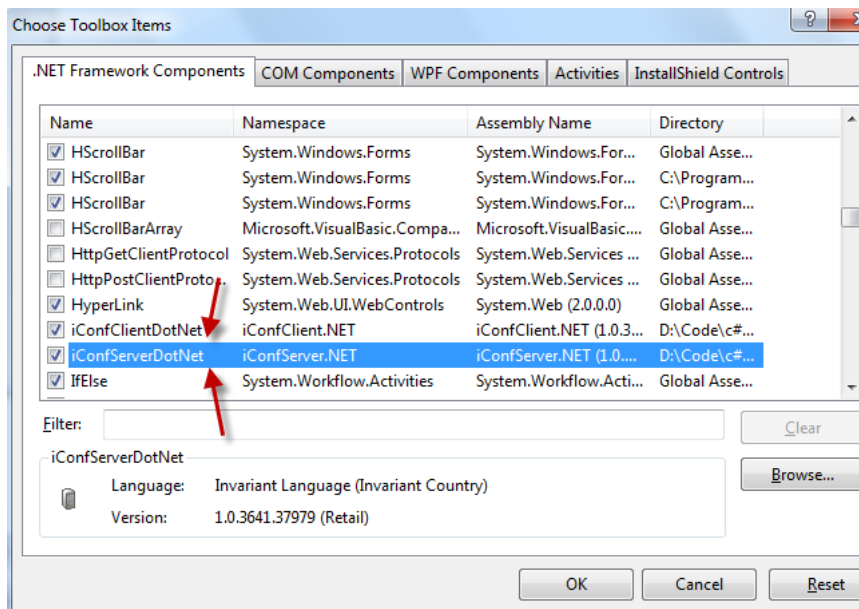 Choose Toolbox Items
.NET Framework Components COM Components WPF Components Activities InstallShield Controls
Name Namespace Assembly Name Directory
HScrollBar System.Windows.Forms System.Windows.For... Global Asse...
HScrollBar System.Windows.Forms System.Windows.For... C:\Program...
HScrollBar System.Windows.Forms System.Windows.For... C:\Program...
HScrollBarArray Microsoft.VisualBasic.Compa... Microsoft.VisualBasic.... Global Asse...
HttpGetClientProtocol System.Web.Services.Protocols System.Web.Services ... Global Asse...
HttpPostClientProto... System.Web.Services.Protocols System.Web.Services ... Global Asse...
HyperLink System.Web.UI.WebControls System.Web (2.0.0.0) Global Asse...
iConfClientDotNet iConfClient.NET iConfClient.NET (1.0.3... D:\Code\c#...
iConfServerDotNet iConfServer.NET iConfServer.NET (1.0.... D:\Code\c#...
IfElse System.Workflow.Activities System.Workflow.Acti... Global Asse...
Filter: Clear
iConfServerDotNet
Browse...
Language: Invariant Language (Invariant Country)
Version: 1.0.3641.37979 (Retail)
OK Cancel Reset